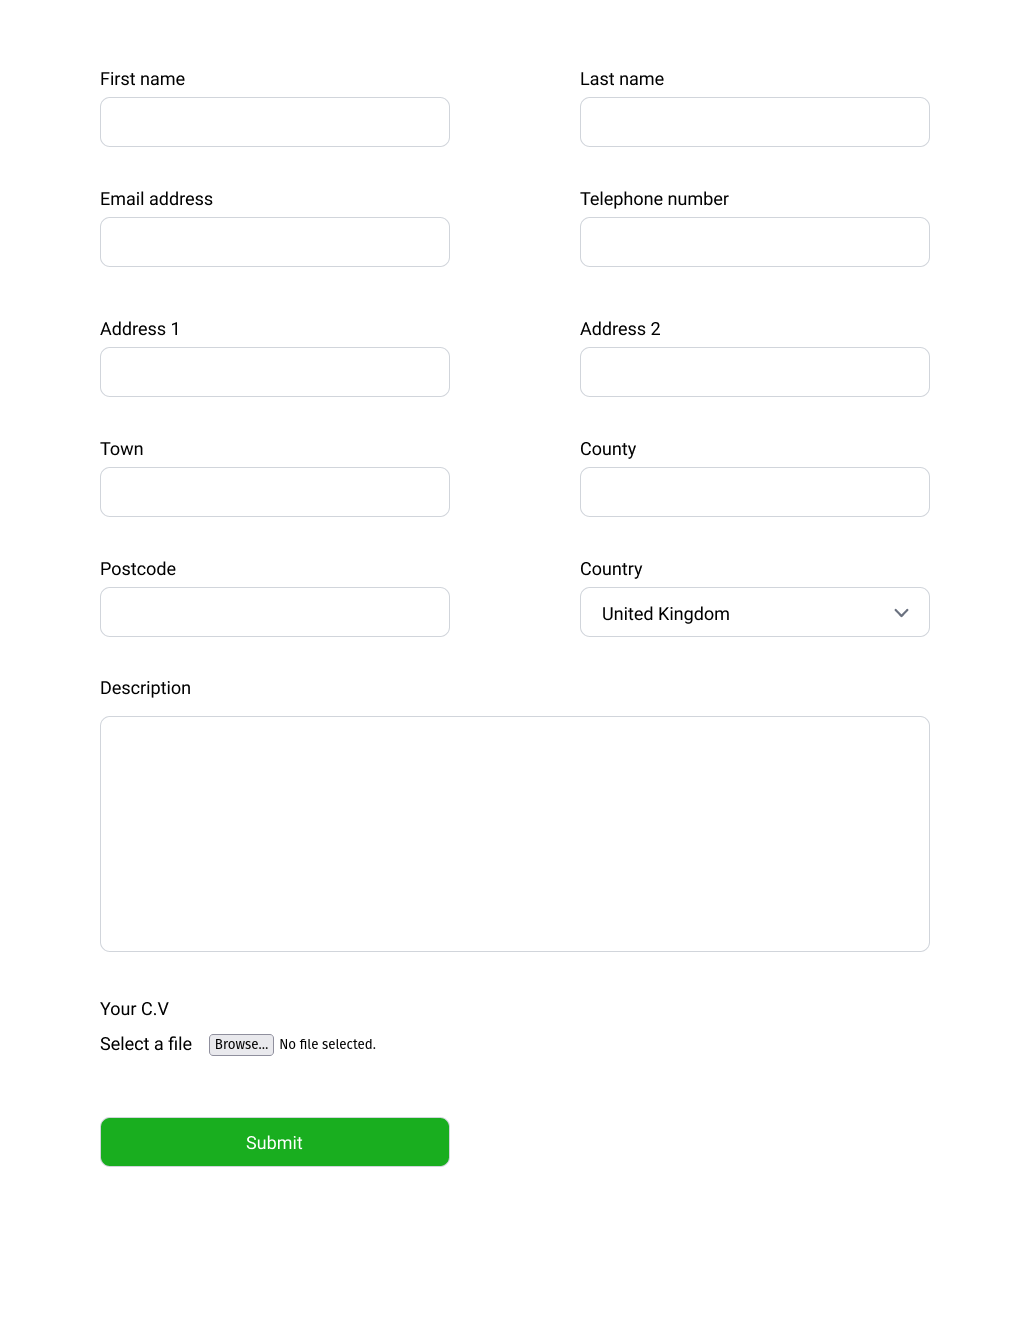 First name
Last name
Email address
Telephone number
Address 1
Address 2
Town
County
Postcode
Country
United Kingdom
Description
Your C.V
Select a file Browse... No file selected.
Submit